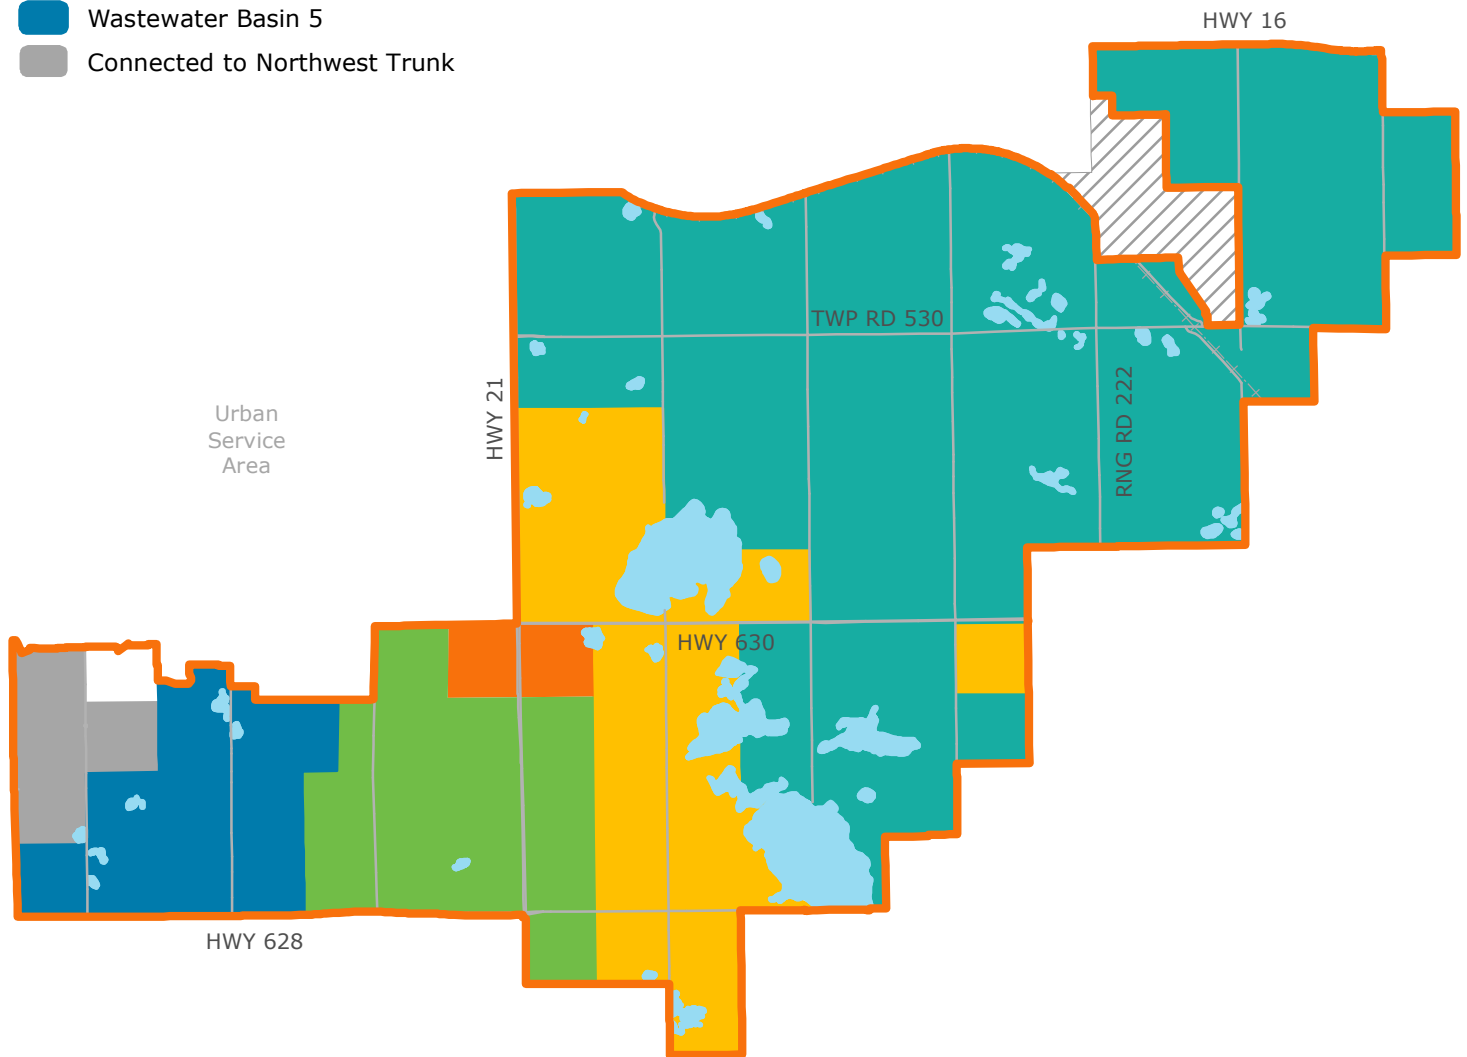 Wastewater Basin 5
Connected to Northwest Trunk
HWY 16
TWP RD 530
HWY 21
RNG RD 222
Urban
Service
Area
HWY 630
HWY 628